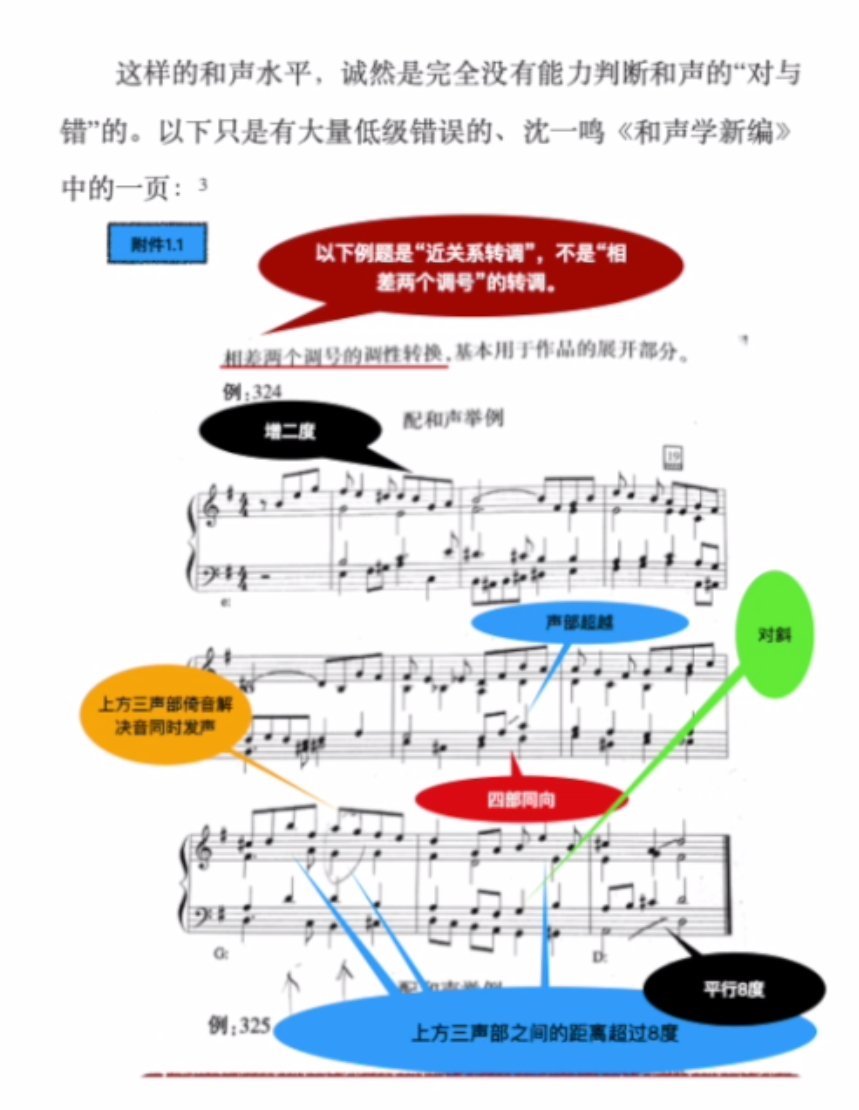 这样的和声水平，诚然是完全没有能力判断和声的“对与
错”的。以下只是有大量低级错误的、沈一鸣《和声学新编》
中的一页：3
附件1.1
以下例题是“近关系转调”，不是“相
差两个调号”的转调。
相差两个调号的调性转换，基本用于作品的展开部分。
例：324
配和声举例
增二度
19
e:
声部超越
对斜
上方三声部倚音解
决音同时发声
四部同向
G:
D:
平行8度
配和声举例
例：325
上方三声部之间的距离超过8度